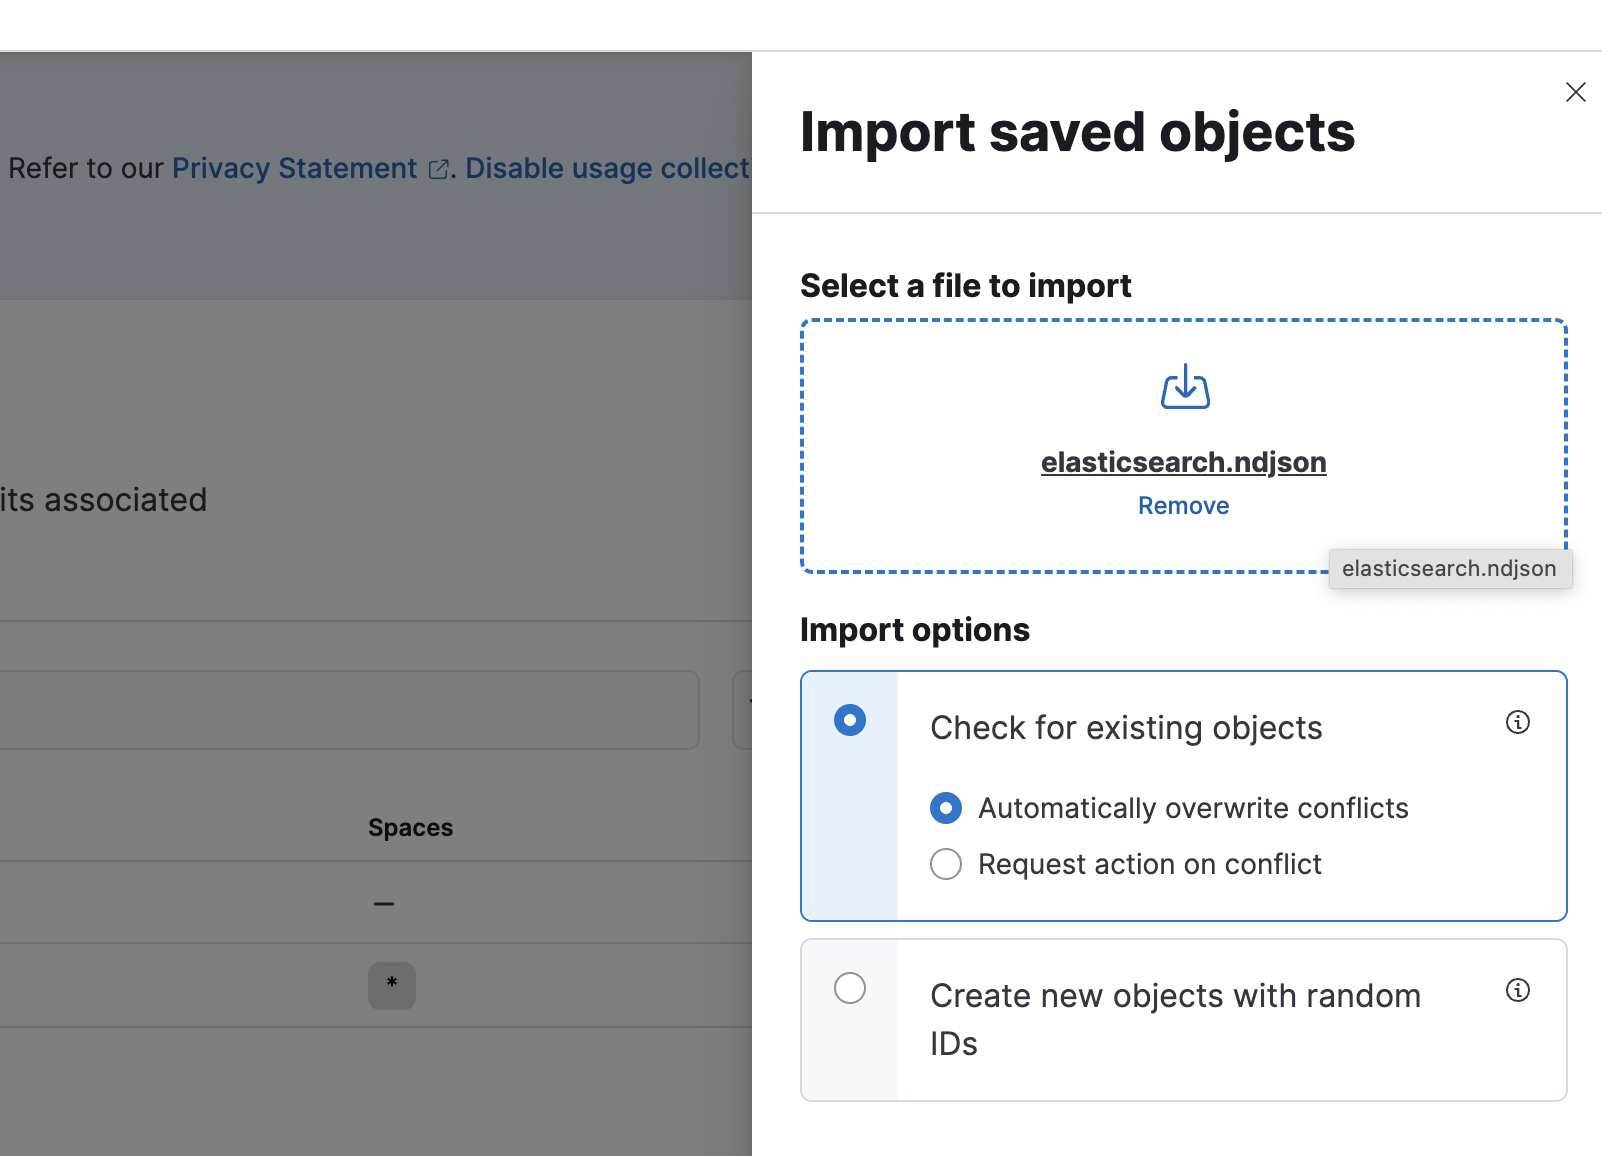 Import saved objects
Refer to our Privacy Statement. Disable usage collect
Select a file to import
elasticsearch.ndjson
Remove
elasticsearch.ndjson
its associated
Import options
Check for existing objects
Automatically overwrite conflicts
Request action on conflict
Spaces
–
*
Create new objects with random
IDs